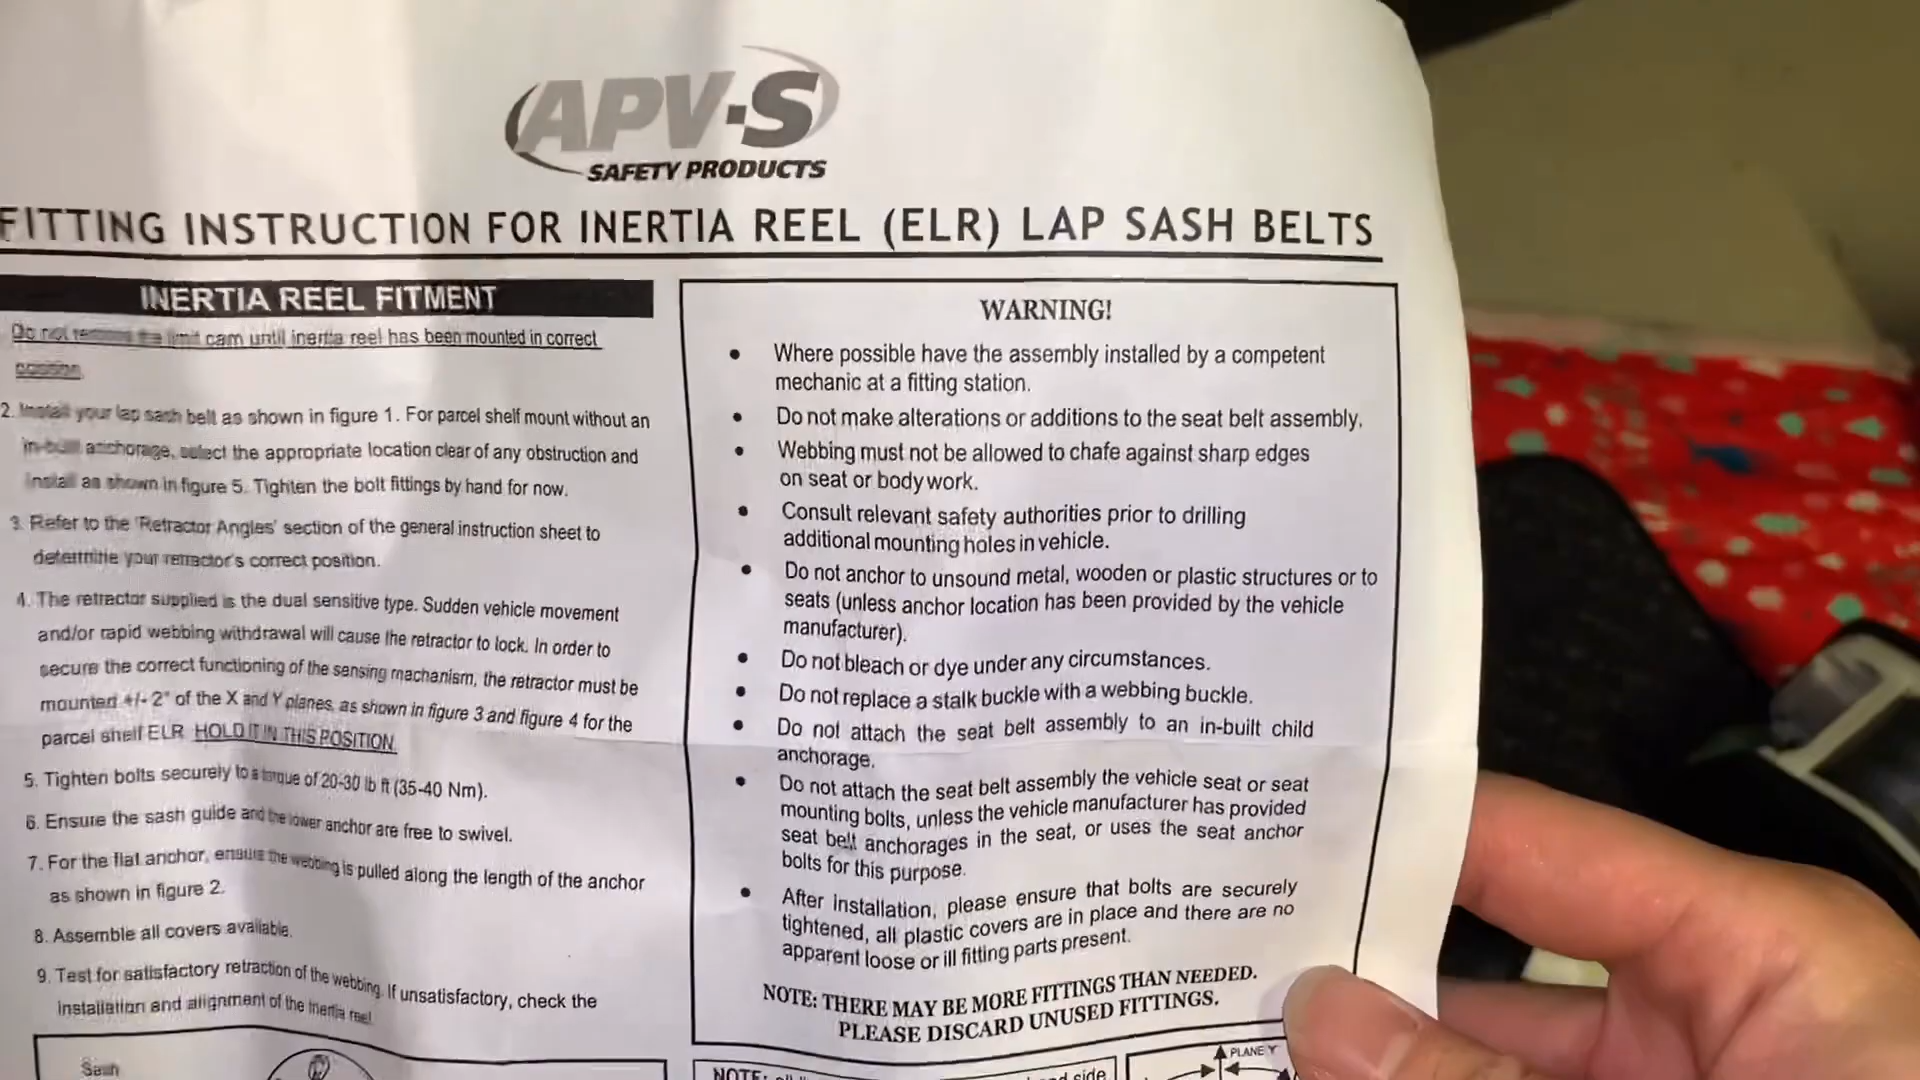 APV-S
SAFETY PRODUCTS
FITTING INSTRUCTION FOR INERTIA REEL (ELR) LAP SASH BELTS
INERTIA REEL FITMENT
Do not remove the limit cam until inertia reel has been mounted in correct
position.
2. Install your lap sash belt as shown in figure 1. For parcel shelf mount without an
in-built anchorage, select the appropriate location clear of any obstruction and
install as shown in figure 5. Tighten the bolt fittings by hand for now.
3. Refer to the 'Retractor Angles' section of the general instruction sheet to
determine your retractor's correct position.
4. The retractor supplied is the dual sensitive type. Sudden vehicle movement
and/or rapid webbing withdrawal will cause the retractor to lock. In order to
secure the correct functioning of the sensing mechanism, the retractor must be
mounted +/- 2° of the X and Y planes, as shown in figure 3 and figure 4 for the
parcel shelf ELR. HOLD IT IN THIS POSITION.
5. Tighten bolts securely to a torque of 20-30 lb ft (35-40 Nm).
6. Ensure the sash guide and the lower anchor are free to swivel.
7. For the flat anchor, ensure the webbing is pulled along the length of the anchor
as shown in figure 2.
8. Assemble all covers available.
9. Test for satisfactory retraction of the webbing. If unsatisfactory, check the
installation and alignment of the inertia reel
Sash
WARNING!
• Where possible have the assembly installed by a competent
mechanic at a fitting station.
• Do not make alterations or additions to the seat belt assembly.
• Webbing must not be allowed to chafe against sharp edges
on seat or body work.
• Consult relevant safety authorities prior to drilling
additional mounting holes in vehicle.
• Do not anchor to unsound metal, wooden or plastic structures or to
seats (unless anchor location has been provided by the vehicle
manufacturer).
• Do not bleach or dye under any circumstances.
• Do not replace a stalk buckle with a webbing buckle.
• Do not attach the seat belt assembly to an in-built child
anchorage.
• Do not attach the seat belt assembly the vehicle seat or seat
mounting bolts, unless the vehicle manufacturer has provided
seat belt anchorages in the seat, or uses the seat anchor
bolts for this purpose.
• After installation, please ensure that bolts are securely
tightened, all plastic covers are in place and there are no
apparent loose or ill fitting parts present.
NOTE: THERE MAY BE MORE FITTINGS THAN NEEDED.
PLEASE DISCARD UNUSED FITTINGS.
NOTE: side
PLANE Y